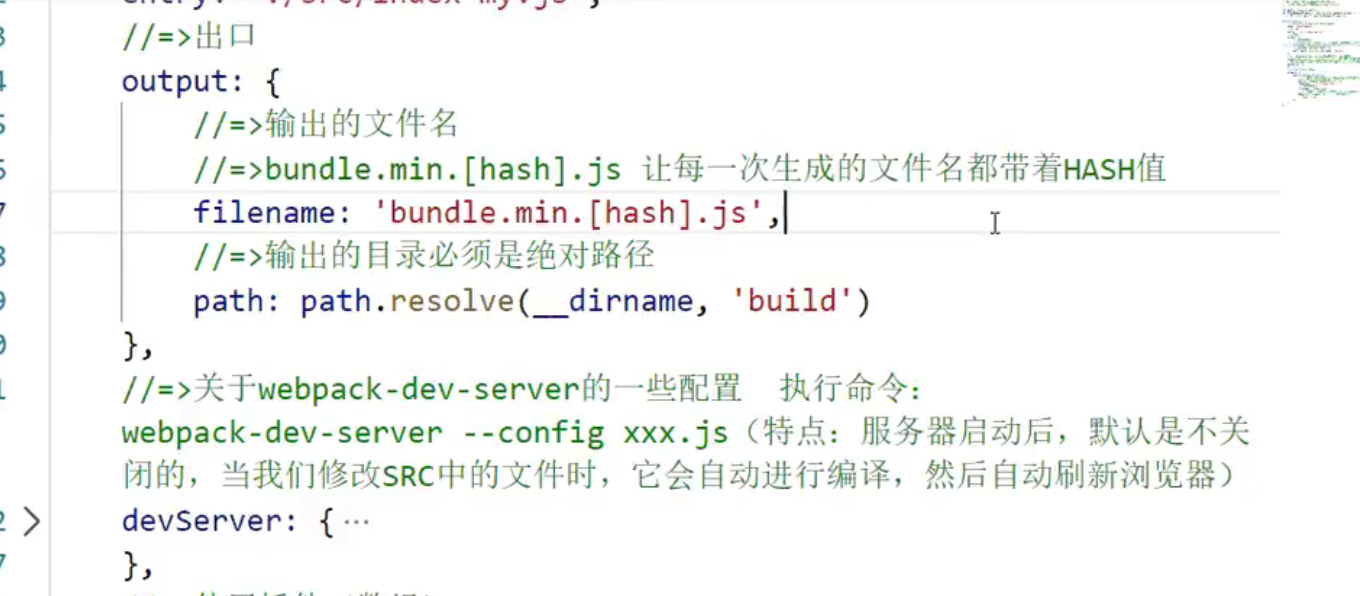 entry: './src/index-my.js',
//=>出口
output: {
//=>输出的文件名
//=>bundle.min.[hash].js 让每一次生成的文件名都带着HASH值
filename: 'bundle.min.[hash].js',
//=>输出的目录必须是绝对路径
path: path.resolve(__dirname, 'build')
},
//=>关于webpack-dev-server的一些配置  执行命令:
webpack-dev-server --config xxx.js（特点：服务器启动后，默认是不关
闭的，当我们修改SRC中的文件时，它会自动进行编译，然后自动刷新浏览器）
devServer: {…
},